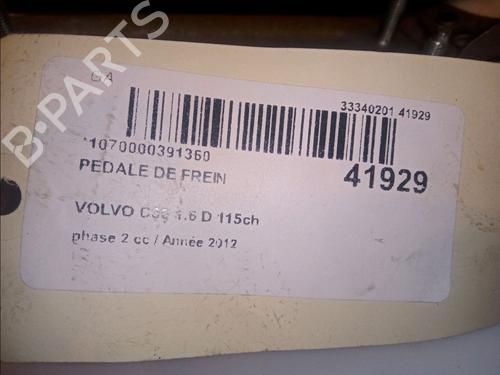 B-PARTS
33340201 41929
*1070000391360
PEDALE DE FREIN
41929
VOLVO 1.6 D 115ch
phase 2 cc / Année 2012